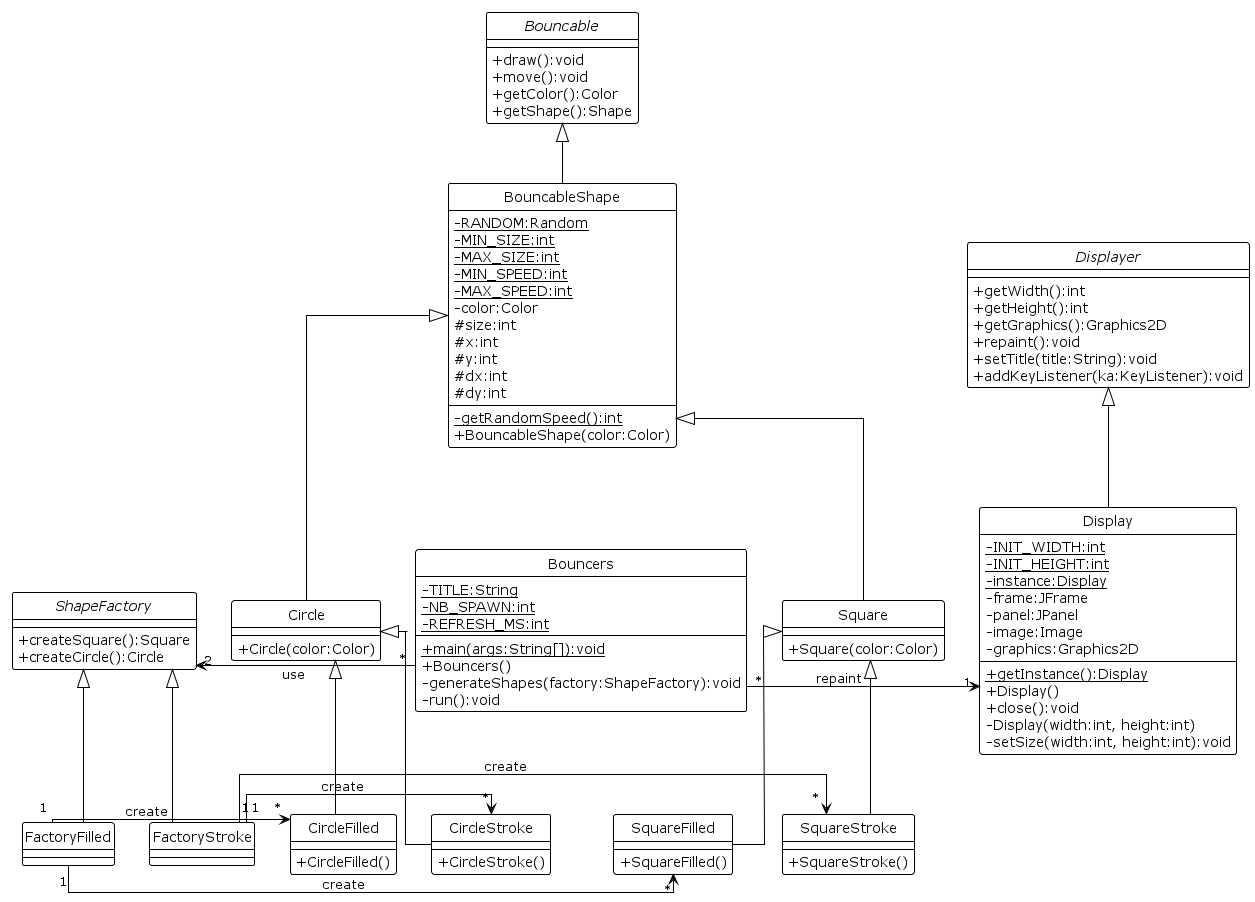 Bouncable
+draw():void
+move():void
+getColor():Color
+getShape():Shape
BouncableShape
-RANDOM:Random
-MIN_SIZE:int
-MAX_SIZE:int
-MIN_SPEED:int
-MAX_SPEED:int
-color:Color
#size:int
#x:int
#y:int
#dx:int
#dy:int
-getRandomSpeed():int
+BouncableShape(color:Color)
Displayer
+getWidth():int
+getHeight():int
+getGraphics():Graphics2D
+repaint():void
+setTitle(title:String):void
+addKeyListener(ka:KeyListener):void
Display
-INIT_WIDTH:int
-INIT_HEIGHT:int
-instance:Display
-frame:JFrame
-panel:JPanel
-image:Image
-graphics:Graphics2D
+getInstance():Display
+Display()
+close():void
-Display(width:int, height:int)
-setSize(width:int, height:int):void
Bouncers
-TITLE:String
-NB_SPAWN:int
-REFRESH_MS:int
+main(args:String[]):void
+Bouncers()
-generateShapes(factory:ShapeFactory):void
-run():void
ShapeFactory
+createSquare():Square
+createCircle():Circle
Circle
+Circle(color:Color)
Square
+Square(color:Color)
2
*
use
*
repaint
1
create
create
create
1
*
1
1
*
*
FactoryFilled
FactoryStroke
CircleFilled
+CircleFilled()
CircleStroke
+CircleStroke()
SquareFilled
+SquareFilled()
SquareStroke
+SquareStroke()
1
create
*